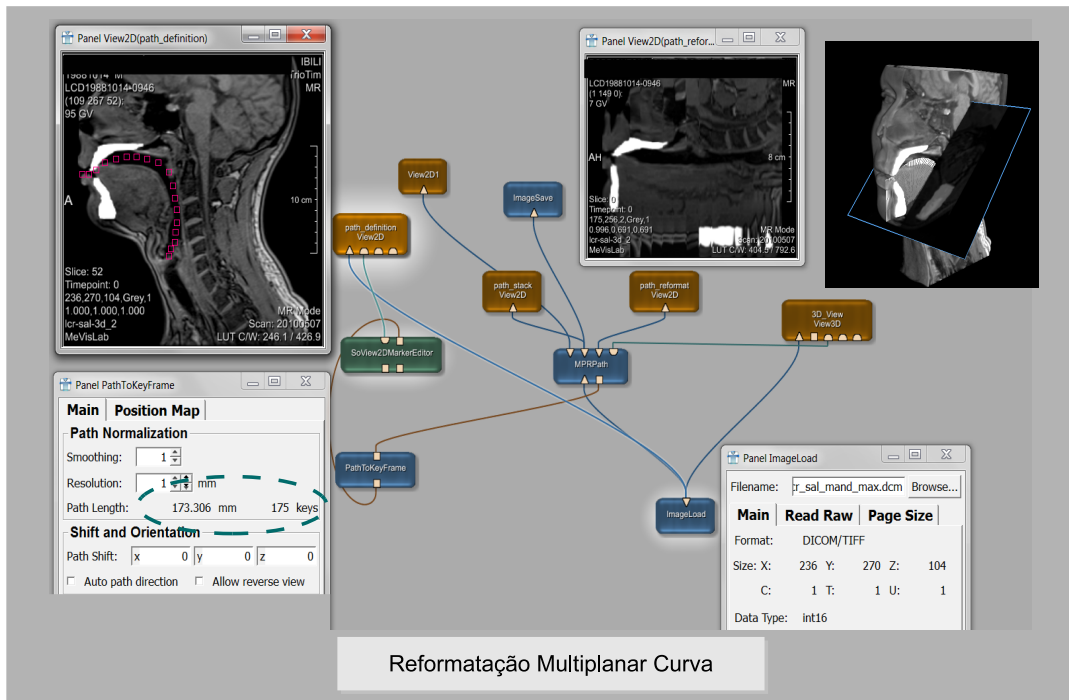 Panel View2D(path_definition)
IBILI
19881014 M
TrioTim
LCD19881014-0946
MR
(109 267 52):
95 GV
A
10 cm
Slice: 52
Timepoint: 0
236,270,104,Grey,1
1.000,1.000,1.000
MR Mode
lcr-sal-3d_2
Scan: 20100507
MeVisLab
LUT C/W: 246.1 / 426.9
Panel View2D(path_refor...
LCD19881014-0946
MR
(1 149 0):
7 GV
AH
8 cm
Slice: 0
Timepoint: 0
175,256,2,Grey,1
0.996,0.691,0.691
MR Mode
lcr-sal-3d_2
Scan: 20100507
MeVisLab
LUT C/W: 404.5 / 792.6
View2D1
ImageSave
path_definition
View2D
path_stack
View2D
path_reformat
View2D
3D_View
View3D
SoView2DMarkerEditor
MPRPath
PathToKeyFrame
ImageLoad
Panel PathToKeyFrame
Main Position Map
Path Normalization
Smoothing: 1
Resolution: 1 mm
Path Length: 173.306 mm 175 keys
Shift and Orientation
Path Shift: x 0 y 0 z 0
Auto path direction Allow reverse view
Panel ImageLoad
Filename: r_sal_mand_max.dcm Browse...
Main Read Raw Page Size
Format: DICOM/TIFF
Size: X: 236 Y: 270 Z: 104
C: 1 T: 1 U: 1
Data Type: int16
Reformatação Multiplanar Curva